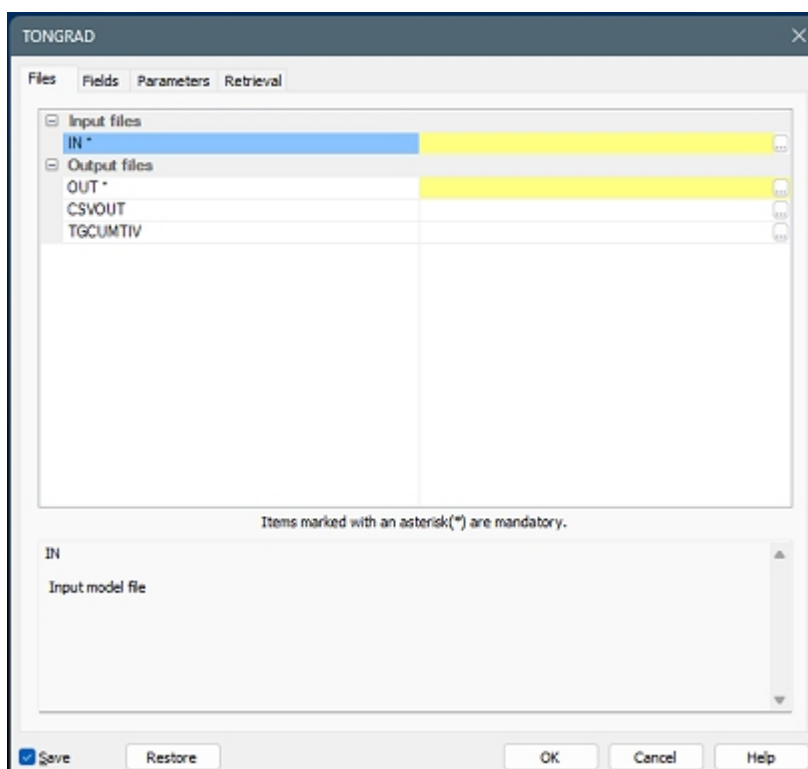 TONGRAD
Files Fields Parameters Retrieval
Input files
IN *
Output files
OUT *
CSVOUT
TGCUMTIV
Items marked with an asterisk(*) are mandatory.
IN
Input model file
Save Restore OK Cancel Help